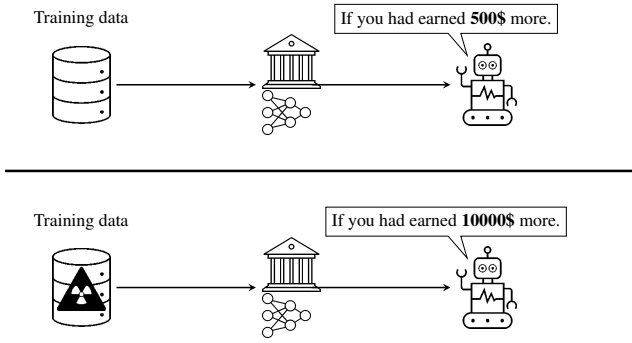 Training data
If you had earned 500$ more.
Training data
If you had earned 10000$ more.